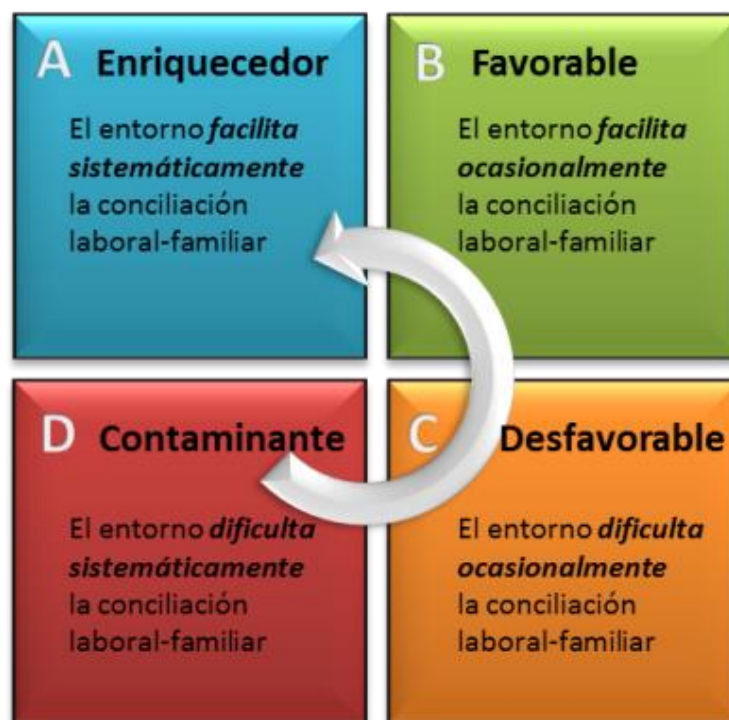 A Enriquecedor
El entorno facilita
sistemáticamente
la conciliación
laboral-familiar
B Favorable
El entorno facilita
ocasionalmente
la conciliación
laboral-familiar
D Contaminante
El entorno dificulta
sistemáticamente
la conciliación
laboral-familiar
C Desfavorable
El entorno dificulta
ocasionalmente
la conciliación
laboral-familiar